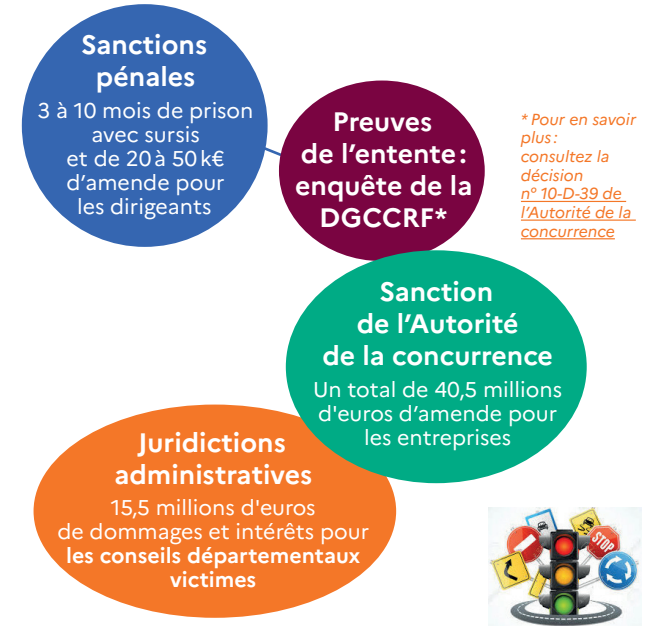 Sanctions
pénales
3 à 10 mois de prison
avec sursis
et de 20 à 50 k€
d'amende pour
les dirigeants
Preuves
de l'entente :
enquête de la
DGCCRF*
* Pour en savoir
plus :
consultez la
décision
n° 10-D-39 de
l'Autorité de la
concurrence
Sanction
de l'Autorité
de la concurrence
Un total de 40,5 millions
d'euros d'amende pour
les entreprises
Juridictions
administratives
15,5 millions d'euros
de dommages et intérêts pour
les conseils départementaux
victimes
STOP